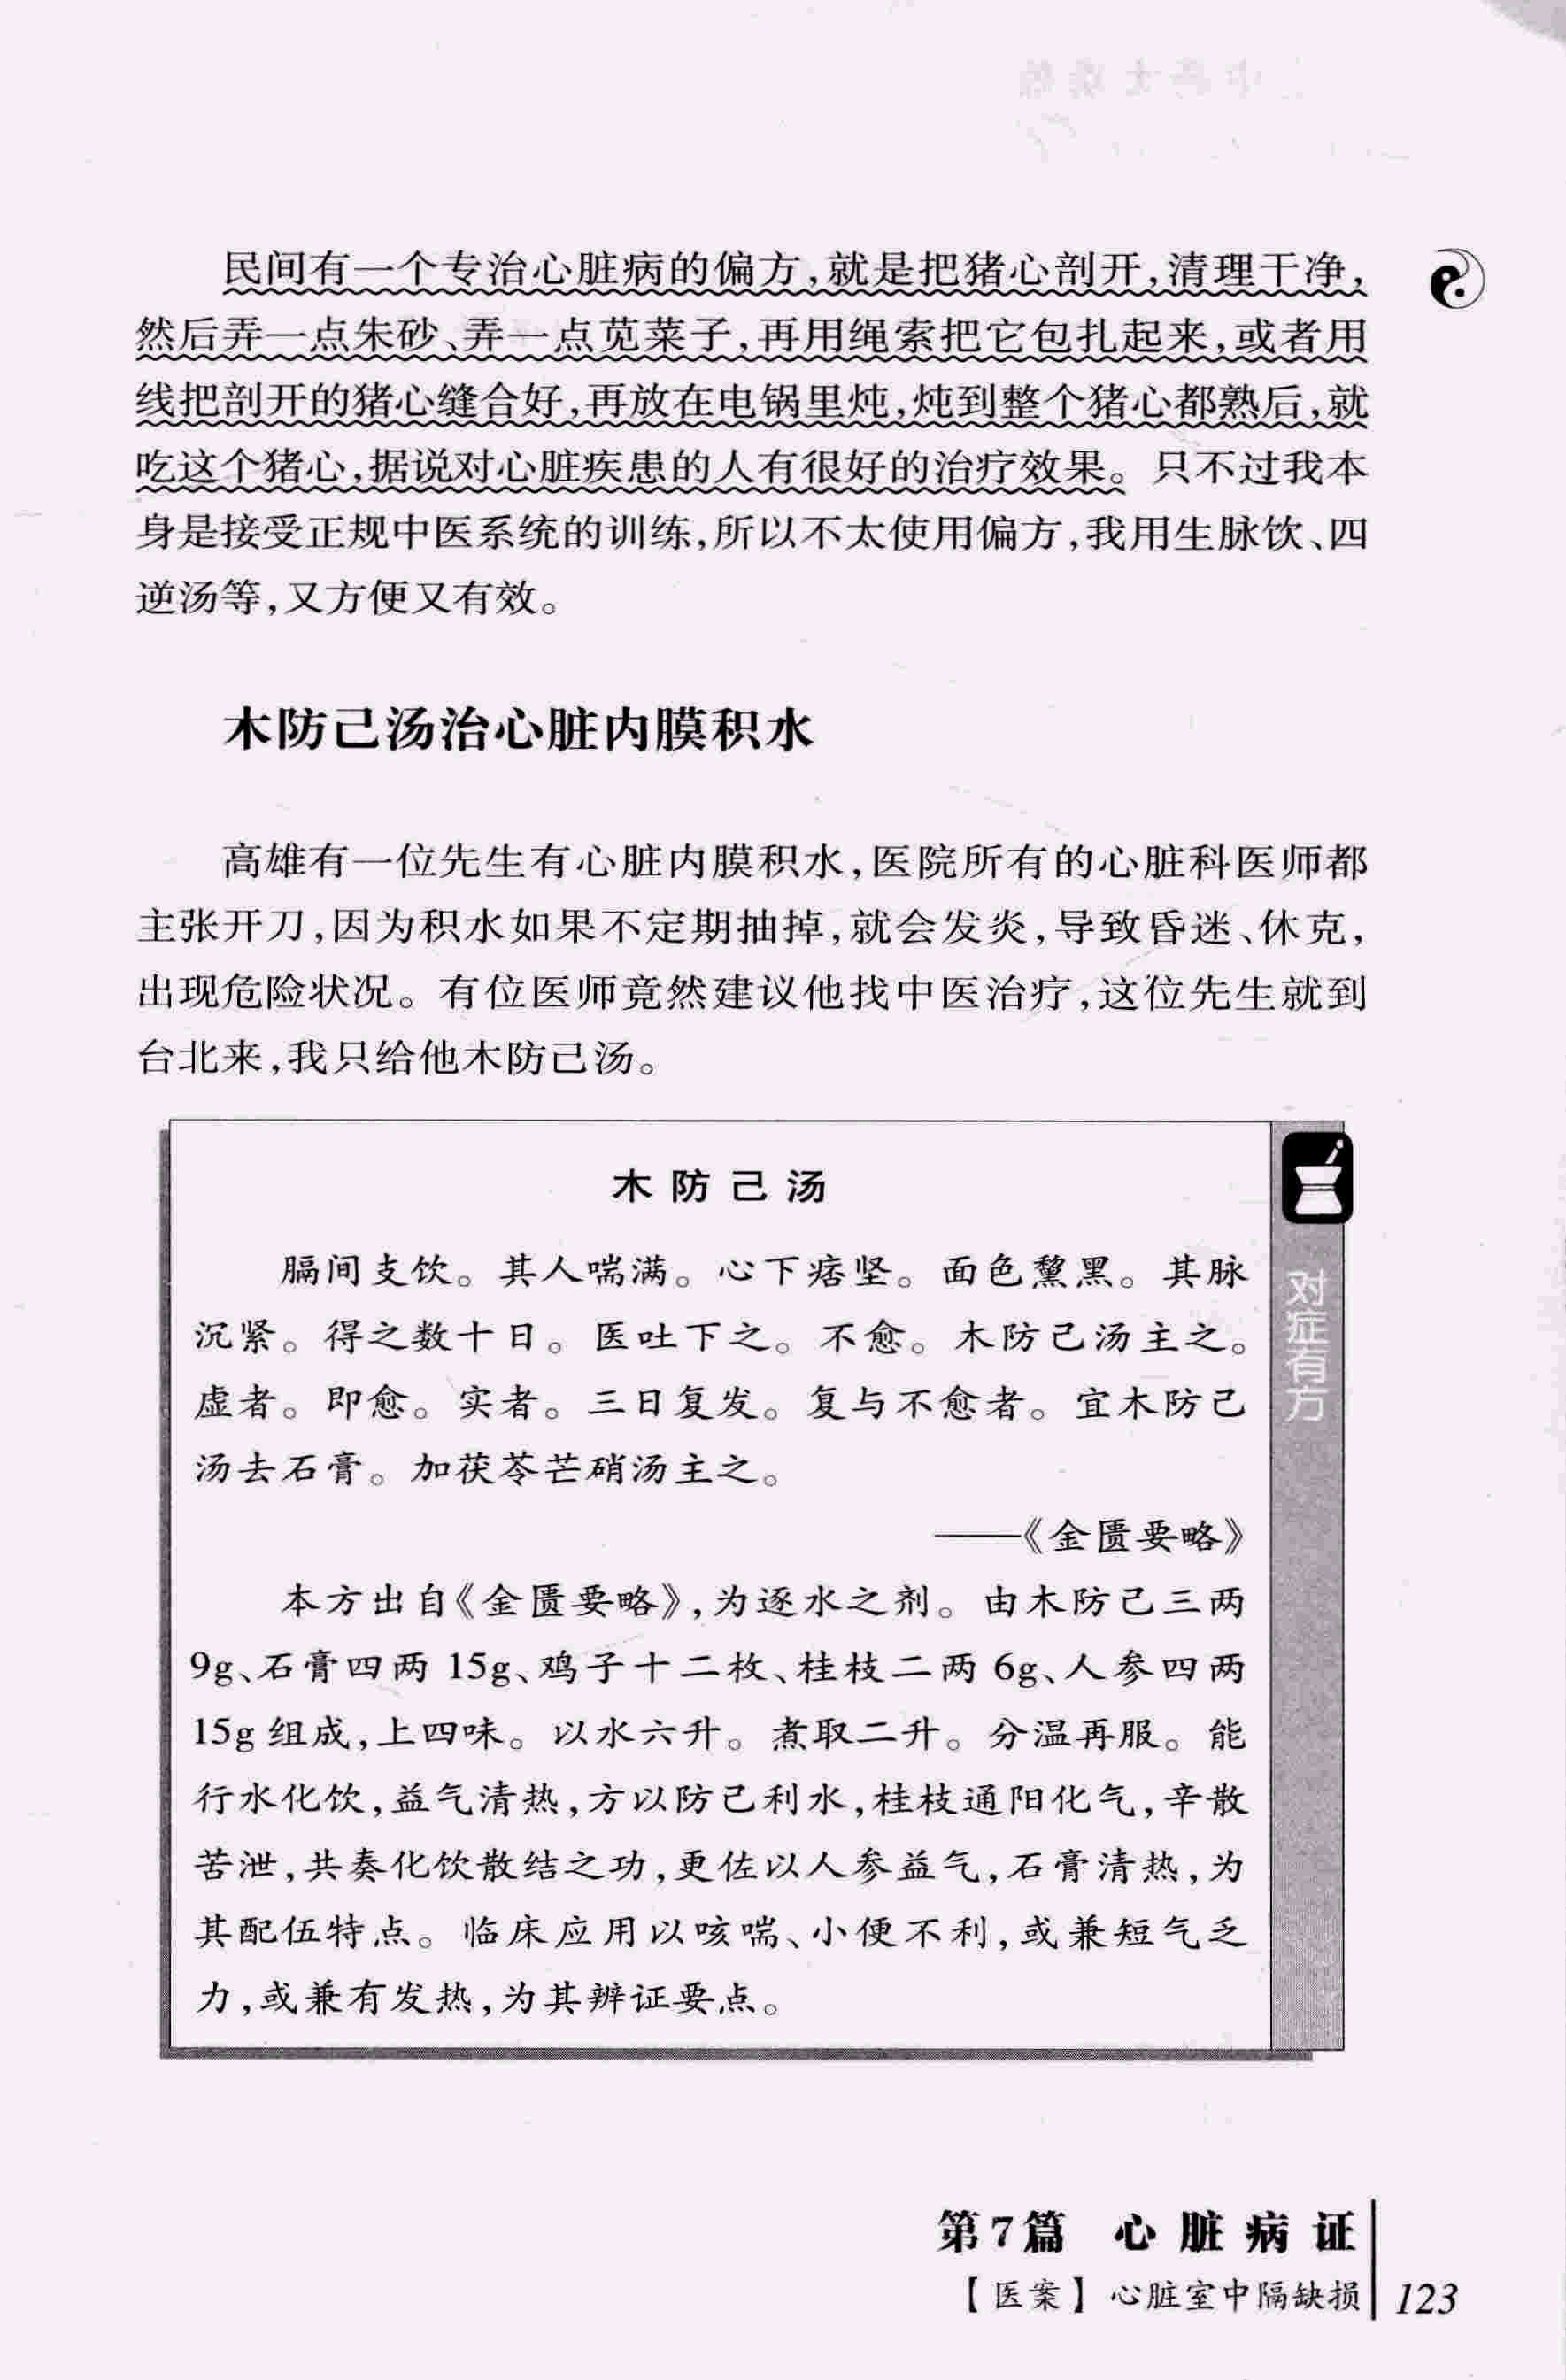 民间有一个专治心脏病的偏方,就是把猪心剖开,清理干净,
然后弄一点朱砂、弄一点苋菜子,再用绳索把它包扎起来,或者用
线把剖开的猪心缝合好,再放在电锅里炖,炖到整个猪心都熟后,就
吃这个猪心,据说对心脏疾患的人有很好的治疗效果。只不过我本
身是接受正规中医系统的训练,所以不太使用偏方,我用生脉饮、四
逆汤等,又方便又有效。
木防己汤治心脏内膜积水
高雄有一位先生有心脏内膜积水,医院所有的心脏科医师都
主张开刀,因为积水如果不定期抽掉,就会发炎,导致昏迷、休克,
出现危险状况。有位医师竟然建议他找中医治疗,这位先生就到
台北来,我只给他木防己汤。
木防己汤
膈间支饮。其人喘满。心下痞坚。面色黧黑。其脉
沉紧。得之数十日。医吐下之。不愈。木防己汤主之。
虚者。即愈。实者。三日复发。复与不愈者。宜木防己
汤去石膏。加茯苓芒硝汤主之。
——《金匮要略》
本方出自《金匮要略》,为逐水之剂。由木防己三两
9g、石膏四两 15g、鸡子十二枚、桂枝二两 6g、人参四两
15g 组成,上四味。以水六升。煮取二升。分温再服。能
行水化饮,益气清热,方以防己利水,桂枝通阳化气,辛散
苦泄,共奏化饮散结之功,更佐以人参益气,石膏清热,为
其配伍特点。临床应用以咳喘、小便不利,或兼短气乏
力,或兼有发热,为其辨证要点。
对症有方
第7篇 心脏病证
【医案】心脏室中隔缺损 123